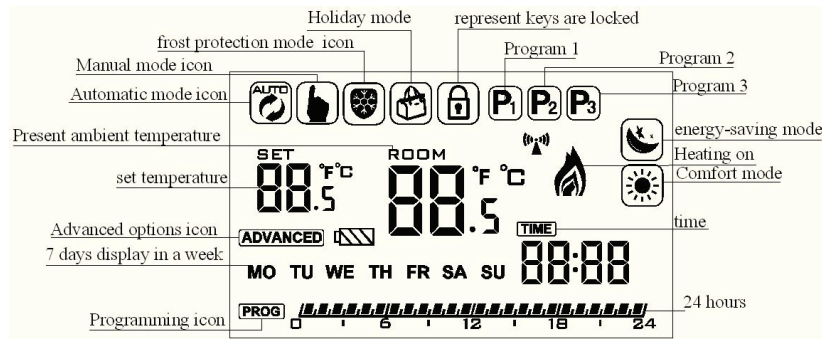 Holiday mode
represent keys are locked
frost protection mode icon
Program 1
Manual mode icon
Program 2
Automatic mode icon
AUTO
P1 P2 P3
Program 3
Present ambient temperature
energy-saving mode
SET
ROOM
Heating on
set temperature
88.5 °F °C
88.5 °F °C
Comfort mode
Advanced options icon
ADVANCED
TIME
time
7 days display in a week
MO TU WE TH FR SA SU
88:88
PROG
24 hours
Programming icon
0 6 12 18 24